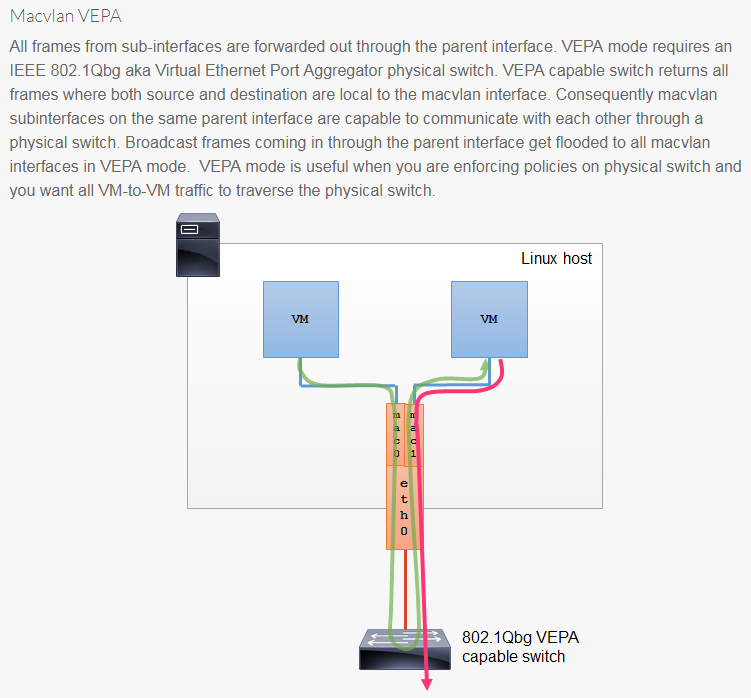 Macvlan VEPA
All frames from sub-interfaces are forwarded out through the parent interface. VEPA mode requires an
IEEE 802.1Qbg aka Virtual Ethernet Port Aggregator physical switch. VEPA capable switch returns all
frames where both source and destination are local to the macvlan interface. Consequently macvlan
subinterfaces on the same parent interface are capable to communicate with each other through a
physical switch. Broadcast frames coming in through the parent interface get flooded to all macvlan
interfaces in VEPA mode.  VEPA mode is useful when you are enforcing policies on physical switch and
you want all VM-to-VM traffic to traverse the physical switch.
Linux host
VM
VM
mac0
mac1
eth0
802.1Qbg VEPA
capable switch